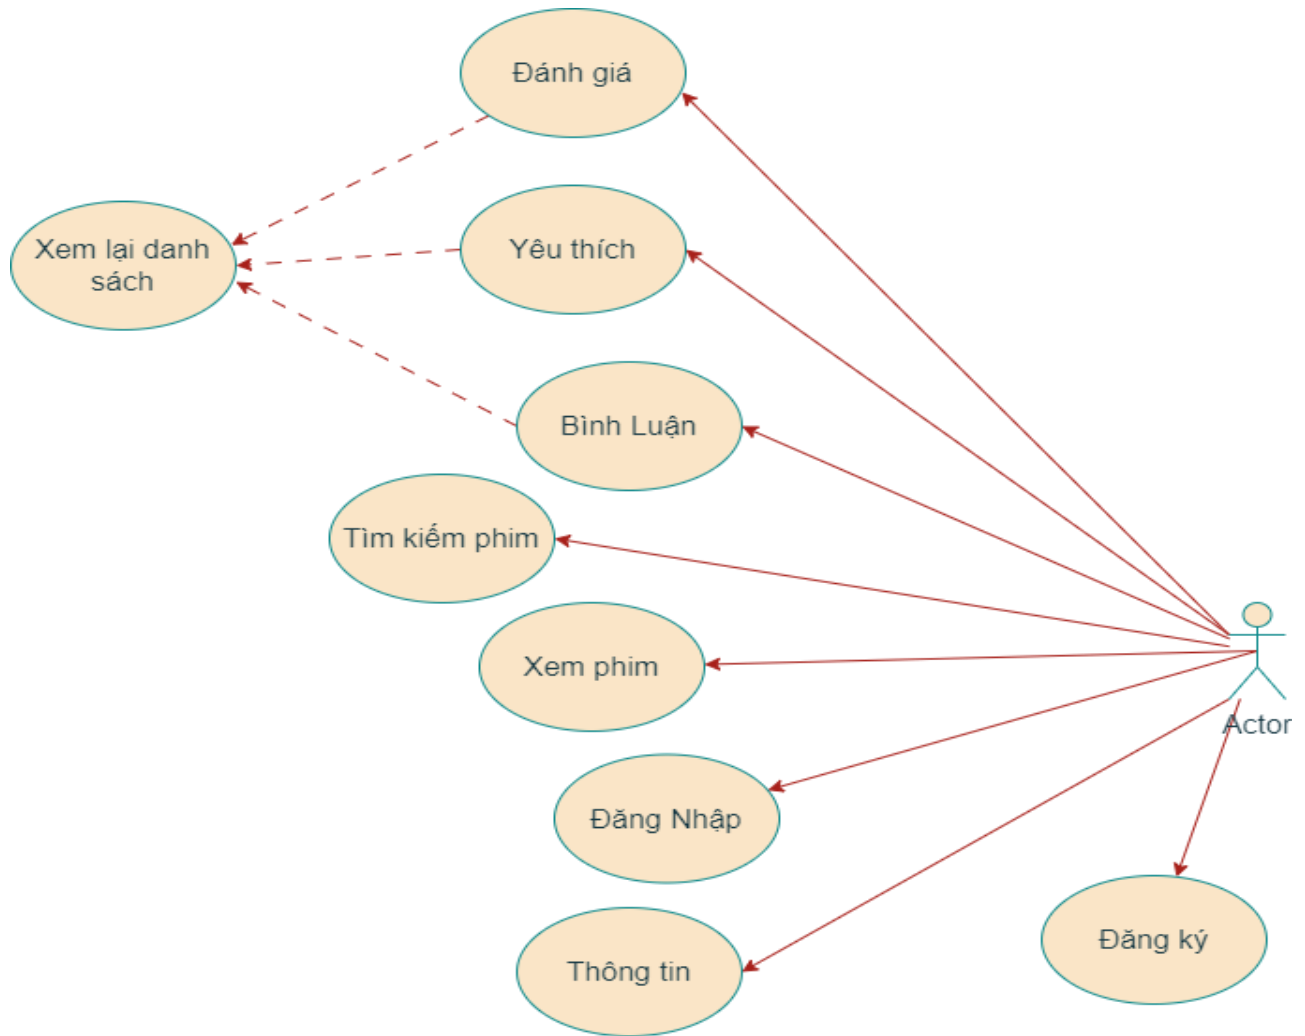 Đánh giá
Xem lại danh
sách
Yêu thích
Bình Luận
Tìm kiếm phim
Xem phim
Actor
Đăng Nhập
Đăng ký
Thông tin